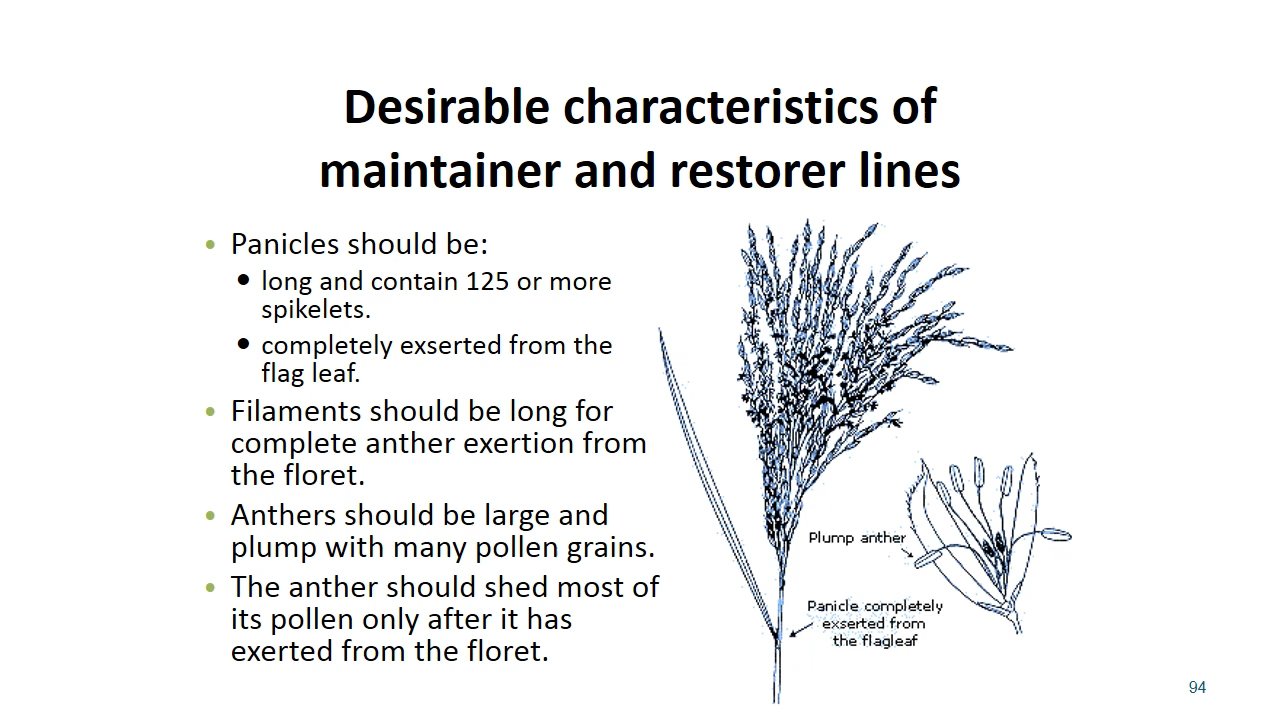 Desirable characteristics of
maintainer and restorer lines
• Panicles should be:
• long and contain 125 or more
spikelets.
• completely exserted from the
flag leaf.
• Filaments should be long for
complete anther exertion from
the floret.
• Anthers should be large and
plump with many pollen grains.
• The anther should shed most of
its pollen only after it has
exerted from the floret.
Plump anther
Panicle completely
exserted from
the flagleaf
94